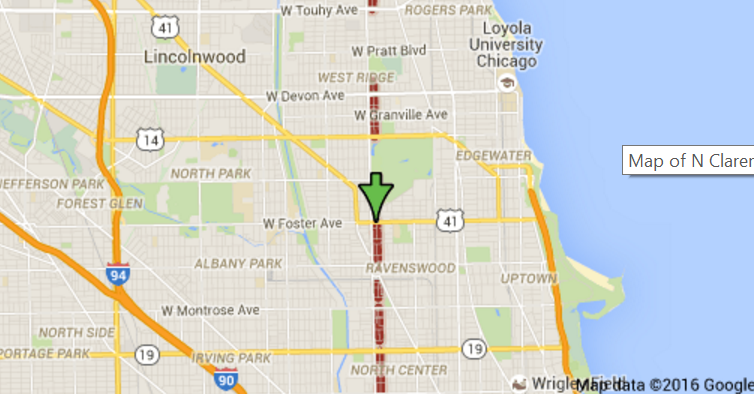 W Touhy Ave
ROGERS PARK
41
Lincolnwood
Loyola
University
Chicago
W Pratt Blvd
WEST RIDGE
W Devon Ave
W Granville Ave
14
EDGEWATER
Map of N Claren
NORTH PARK
JEFFERSON PARK
FOREST GLEN
W Foster Ave
41
ALBANY PARK
RAVENSWOOD
94
UPTOWN
W Montrose Ave
NORTH SIDE
PORTAGE PARK
19
IRVING PARK
19
90
NORTH CENTER
Wrigley Field
Map data ©2016 Google